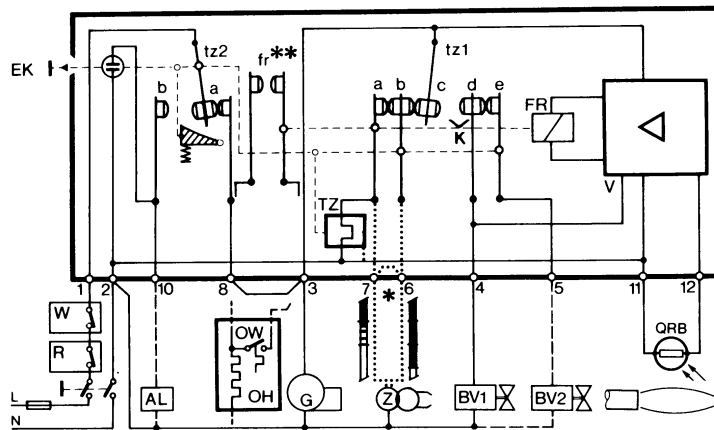 tz2 fr** tz1
EK
b a a b c d e
FR
K
TZ V
1 2 10 8 3 7 * 6 4 5 11 12
W
R
OW
OH
QRB
L
N
AL G Z BV1 BV2